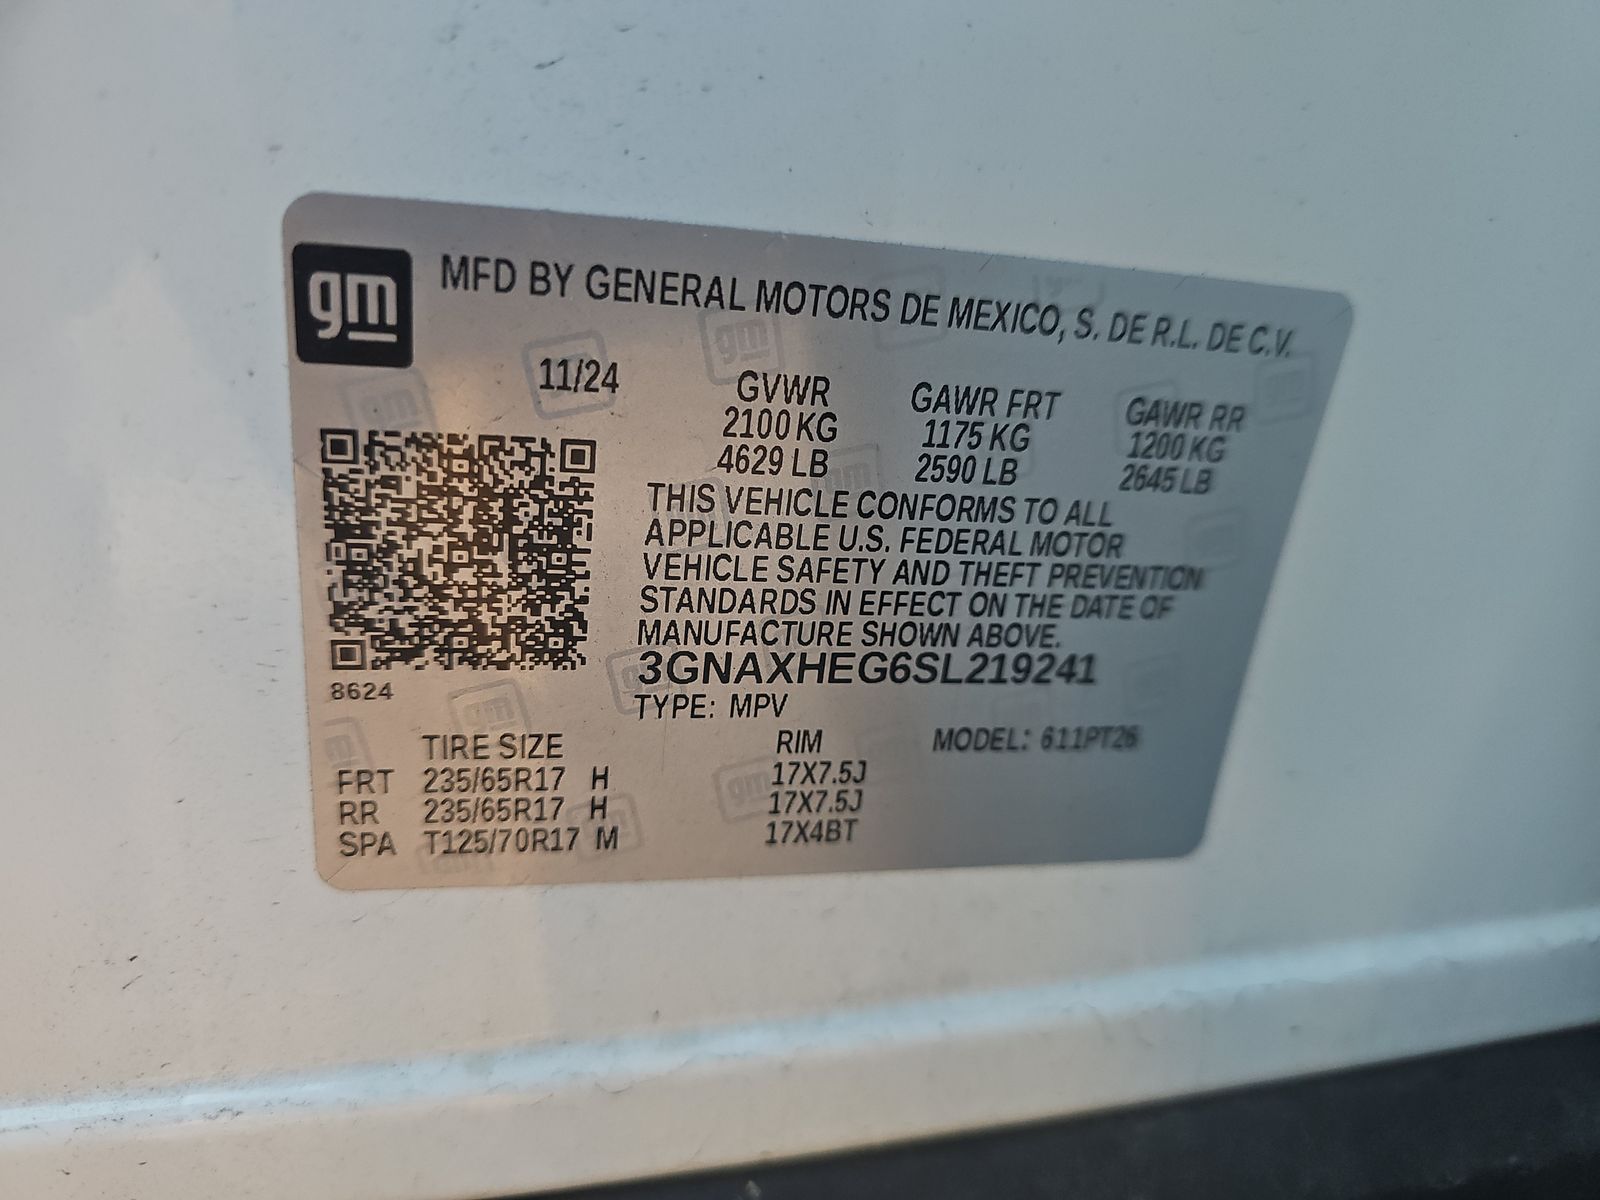 gm
MFD BY GENERAL MOTORS DE MEXICO, S. DE R.L. DE C.V.
11/24 GVWR GAWR FRT GAWR RR
2100 KG 1175 KG 1200 KG
4629 LB 2590 LB 2645 LB
THIS VEHICLE CONFORMS TO ALL
APPLICABLE U.S. FEDERAL MOTOR
VEHICLE SAFETY AND THEFT PREVENTION
STANDARDS IN EFFECT ON THE DATE OF
MANUFACTURE SHOWN ABOVE.
3GNAXHEG6SL219241
8624
TYPE: MPV
TIRE SIZE RIM MODEL: 611PT26
FRT 235/65R17 H 17X7.5J
RR 235/65R17 H 17X7.5J
SPA T125/70R17 M 17X4BT